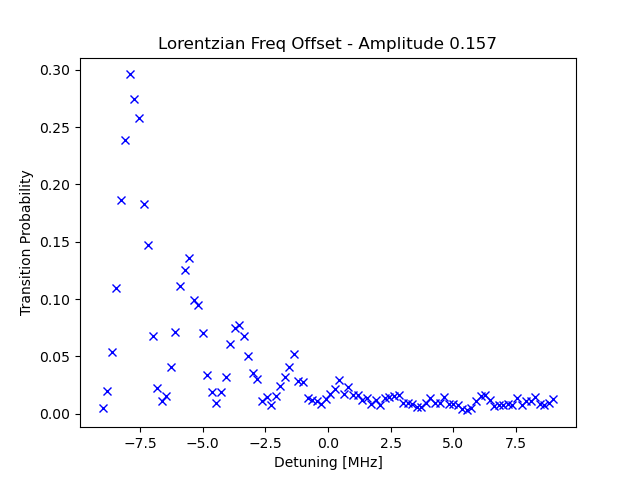 Lorentzian Freq Offset - Amplitude 0.157
0.30
0.25
0.20
0.15
0.10
0.05
0.00
Transition Probability
−7.5 −5.0 −2.5 0.0 2.5 5.0 7.5
Detuning [MHz]